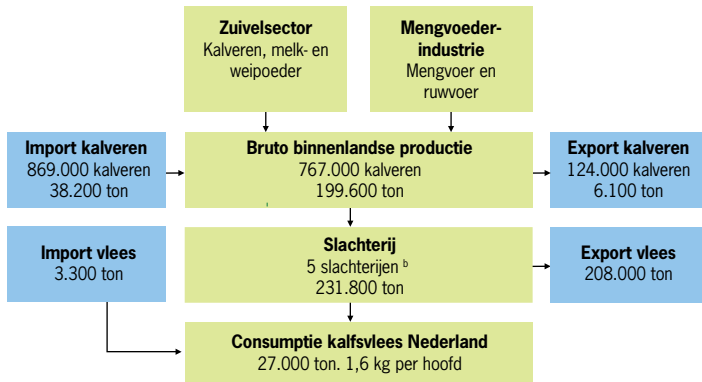 Zuivelsector
Kalveren, melk- en
weipoeder
Mengvoeder-
industrie
Mengvoer en
ruwvoer
Import kalveren
869.000 kalveren
38.200 ton
Bruto binnenlandse productie
767.000 kalveren
199.600 ton
Export kalveren
124.000 kalveren
6.100 ton
Import vlees
3.300 ton
Slachterij
5 slachterijen ᵇ
231.800 ton
Export vlees
208.000 ton
Consumptie kalfsvlees Nederland
27.000 ton. 1,6 kg per hoofd